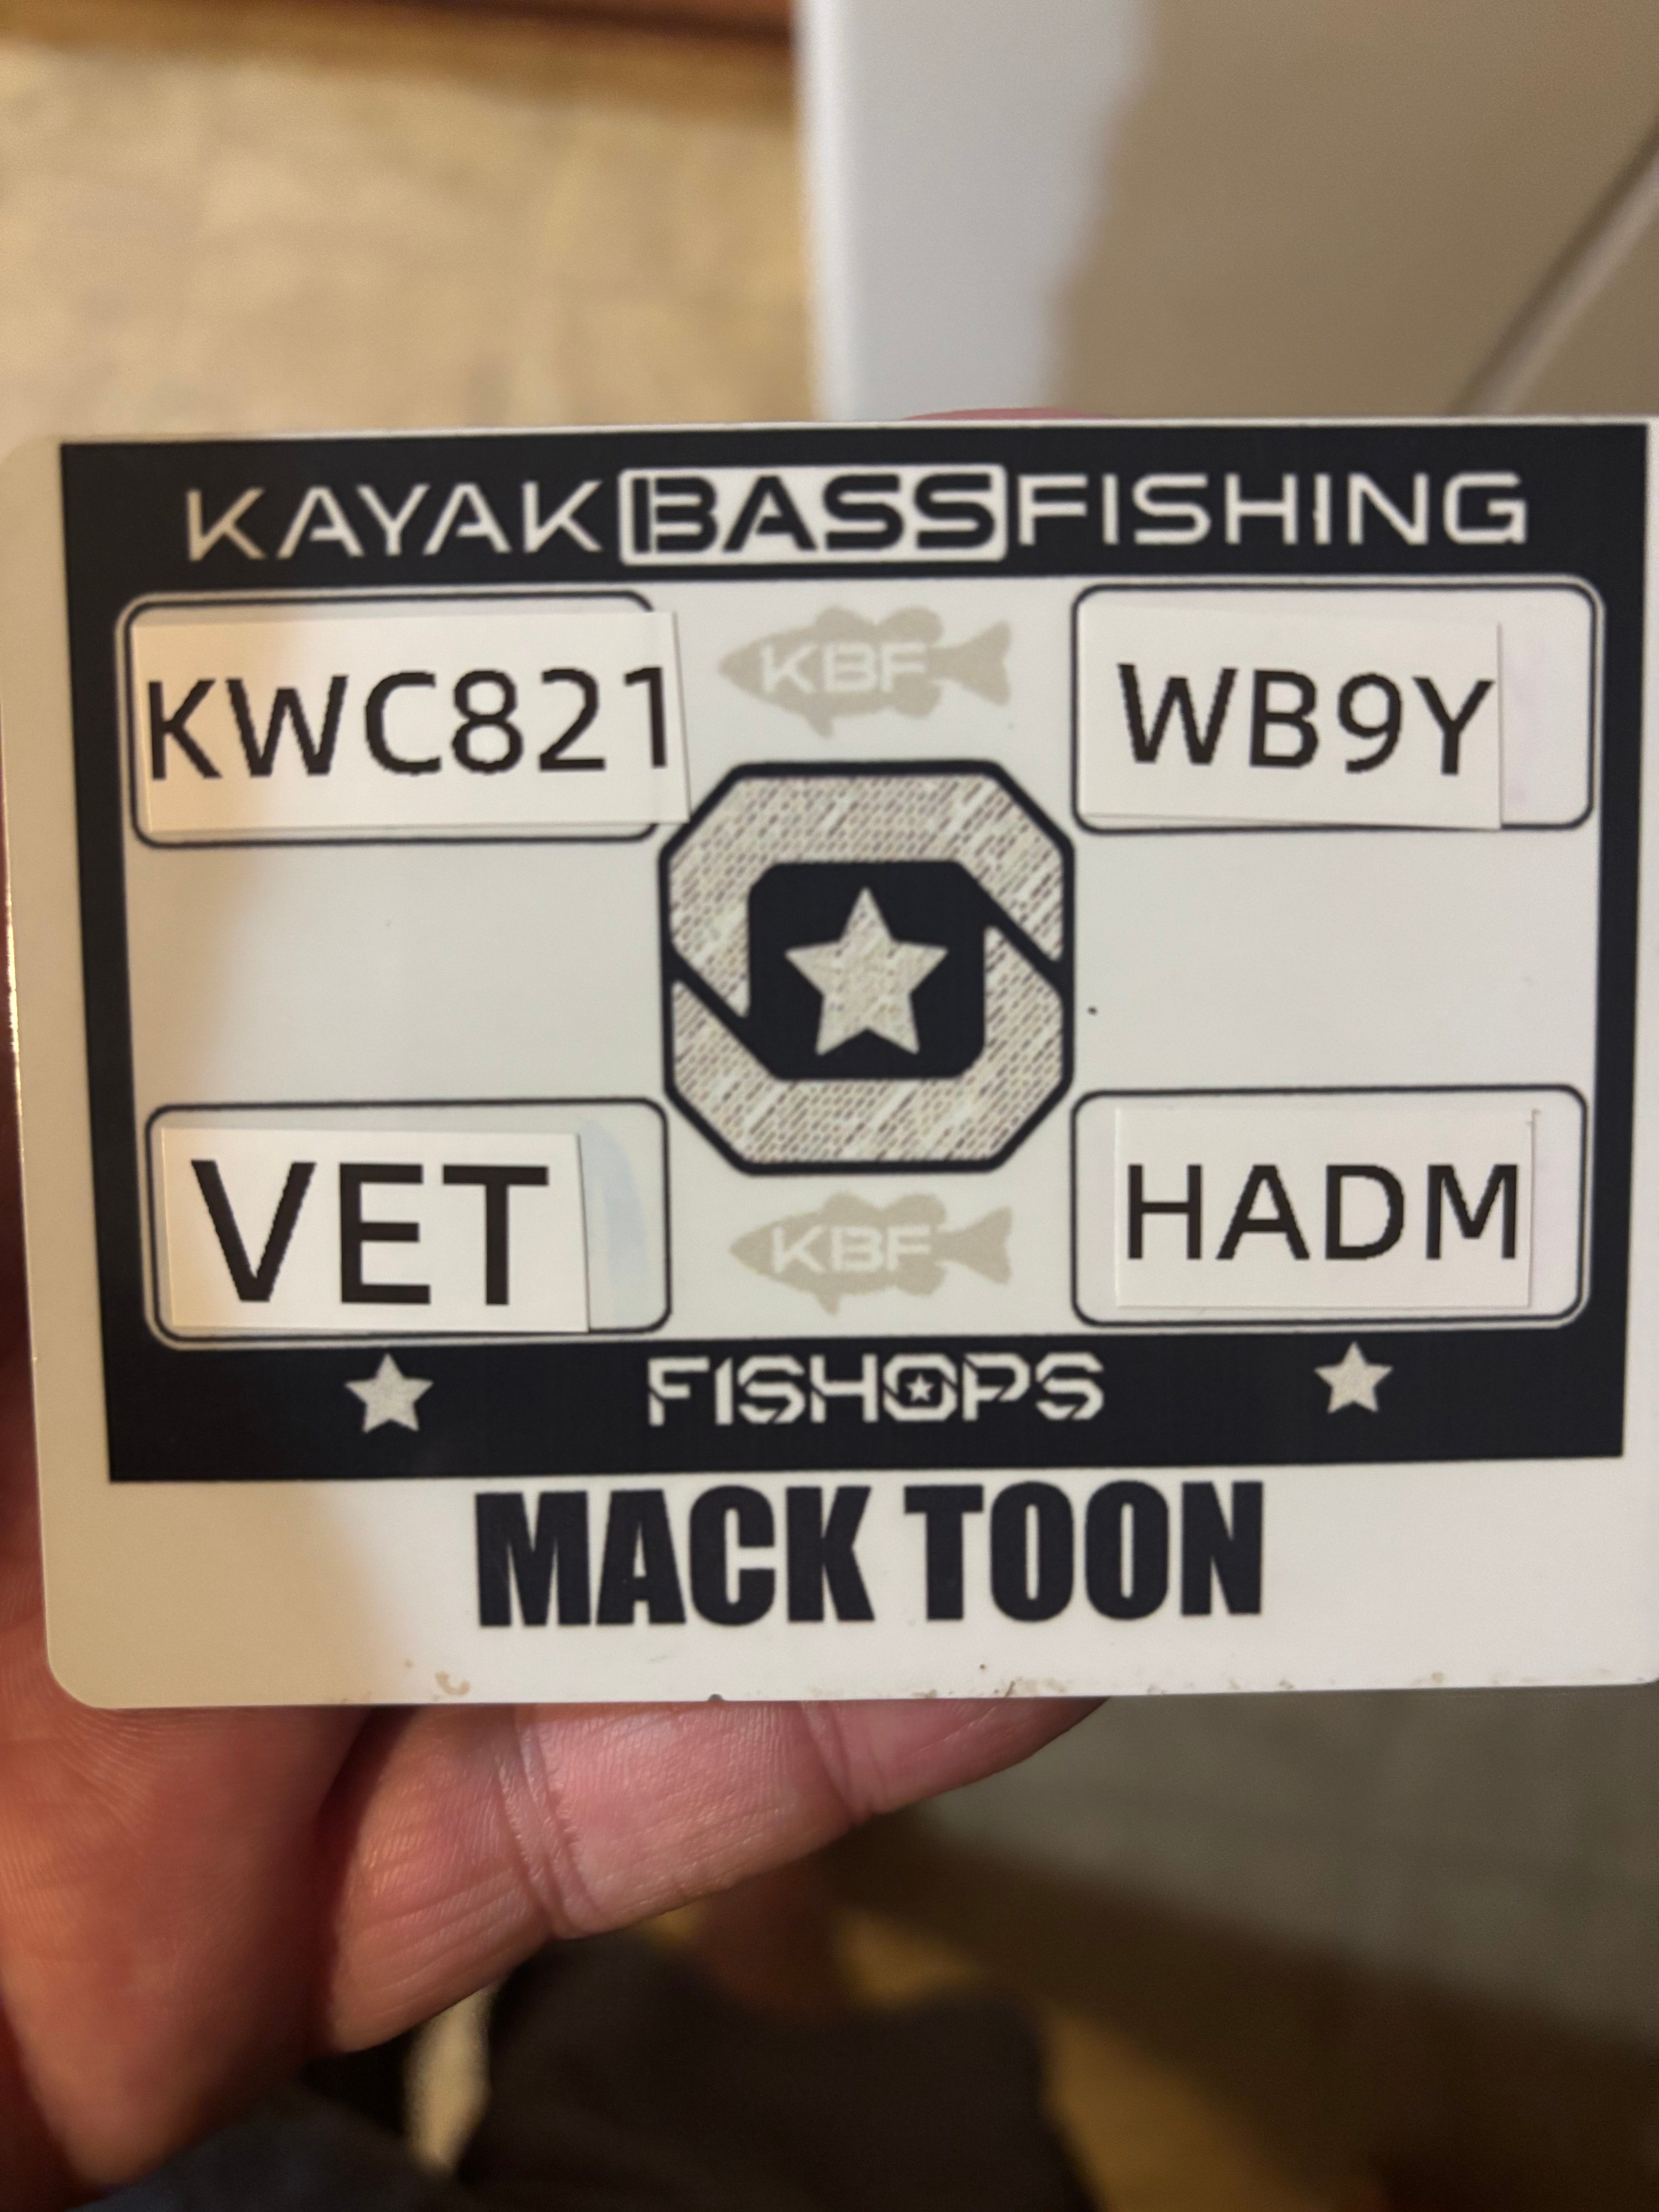 KAYAK BASS FISHING
KWC821 KBF WB9Y
VET KBF HADM
FISHOPS
MACK TOON